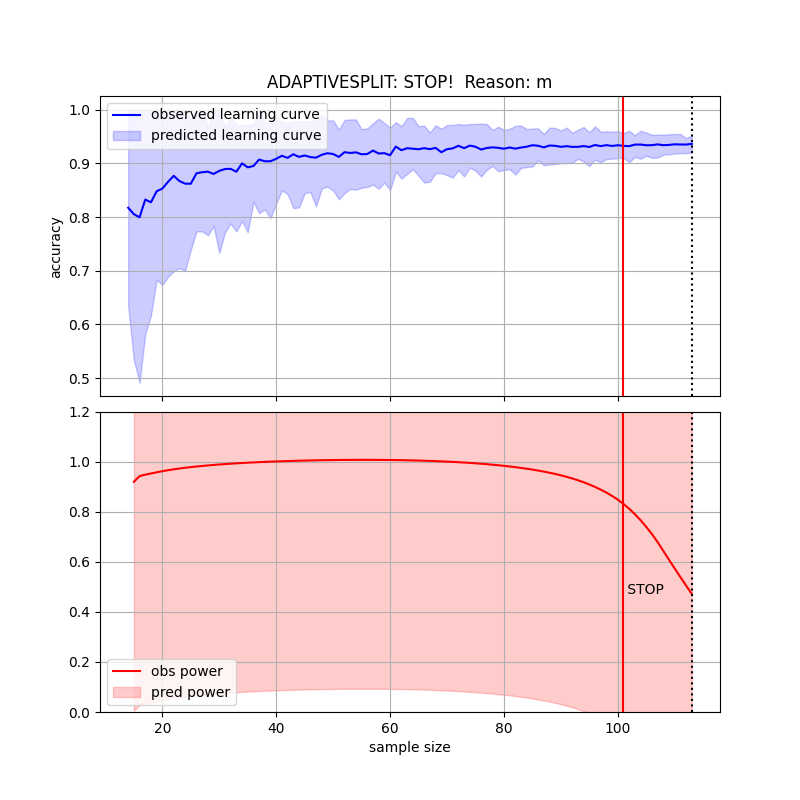 ADAPTIVESPLIT: STOP!  Reason: m
1.0
0.9
0.8
0.7
0.6
0.5
accuracy
observed learning curve
predicted learning curve
1.2
1.0
0.8
0.6
0.4
0.2
0.0
STOP
obs power
pred power
20
40
60
80
100
sample size